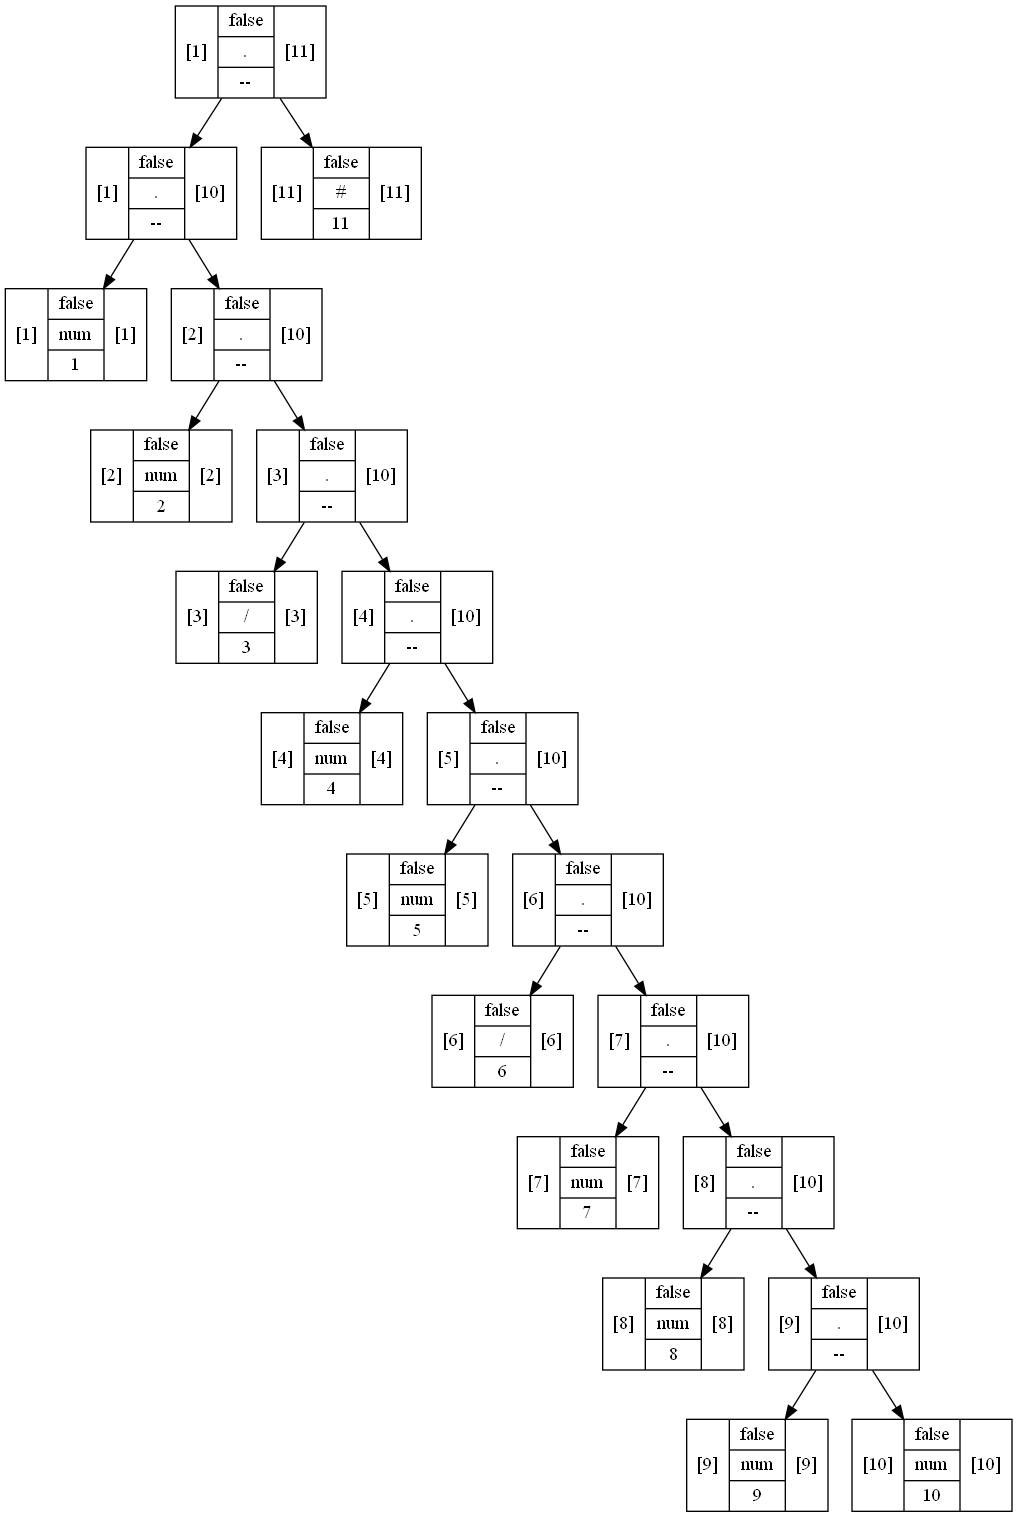 false
[1] . [11]
--
false false
[1] . [10] [11] # [11]
-- 11
false false
[1] num [1] [2] . [10]
1 --
false false
[2] num [2] [3] . [10]
2 --
false false
[3] / [3] [4] . [10]
3 --
false false
[4] num [4] [5] . [10]
4 --
false false
[5] num [5] [6] . [10]
5 --
false false
[6] / [6] [7] . [10]
6 --
false false
[7] num [7] [8] . [10]
7 --
false false
[8] num [8] [9] . [10]
8 --
false false
[9] num [9] [10] num [10]
9 10